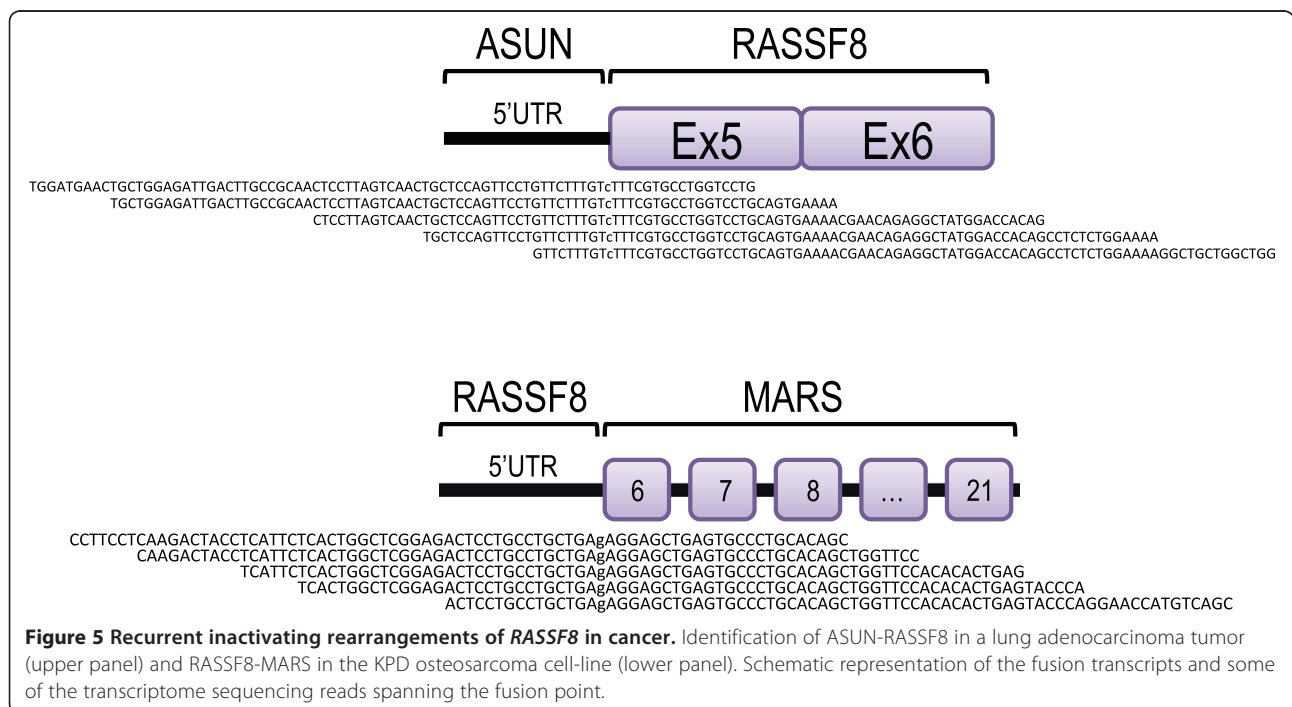 ASUN RASSF8
5'UTR Ex5 Ex6
TGGATGAACTGCTGGAGATTGACTTGCCGCAACTCCTTAGTCAACTGCTCCAGTTCCTGTTCTTTGTcTTTCGTGCCTGGTCCTG
TGCTGGAGATTGACTTGCCGCAACTCCTTAGTCAACTGCTCCAGTTCCTGTTCTTTGTcTTTCGTGCCTGGTCCTGCAGTGAAAA
CTCCTTAGTCAACTGCTCCAGTTCCTGTTCTTTGTcTTTCGTGCCTGGTCCTGCAGTGAAAACGAACAGAGGCTATGGACCACAG
TGCTCCAGTTCCTGTTCTTTGTcTTTCGTGCCTGGTCCTGCAGTGAAAACGAACAGAGGCTATGGACCACAGCCTCTCTGGAAAA
GTTCTTTGTcTTTCGTGCCTGGTCCTGCAGTGAAAACGAACAGAGGCTATGGACCACAGCCTCTCTGGAAAAGGCTGCTGGCTGG
RASSF8 MARS
5'UTR 6 7 8 ... 21
CCTTCCTCAAGACTACCTCATTCTCACTGGCTCGGAGACTCCTGCCTGCTGAgAGGAGCTGAGTGCCCTGCACAGC
CAAGACTACCTCATTCTCACTGGCTCGGAGACTCCTGCCTGCTGAgAGGAGCTGAGTGCCCTGCACAGCTGGTTCC
TCATTCTCACTGGCTCGGAGACTCCTGCCTGCTGAgAGGAGCTGAGTGCCCTGCACAGCTGGTTCCACACACTGAG
TCACTGGCTCGGAGACTCCTGCCTGCTGAgAGGAGCTGAGTGCCCTGCACAGCTGGTTCCACACACTGAGTACCCA
ACTCCTGCCTGCTGAgAGGAGCTGAGTGCCCTGCACAGCTGGTTCCACACACTGAGTACCCAGGAACCATGTCAGC
Figure 5 Recurrent inactivating rearrangements of RASSF8 in cancer. Identification of ASUN-RASSF8 in a lung adenocarcinoma tumor
(upper panel) and RASSF8-MARS in the KPD osteosarcoma cell-line (lower panel). Schematic representation of the fusion transcripts and some
of the transcriptome sequencing reads spanning the fusion point.